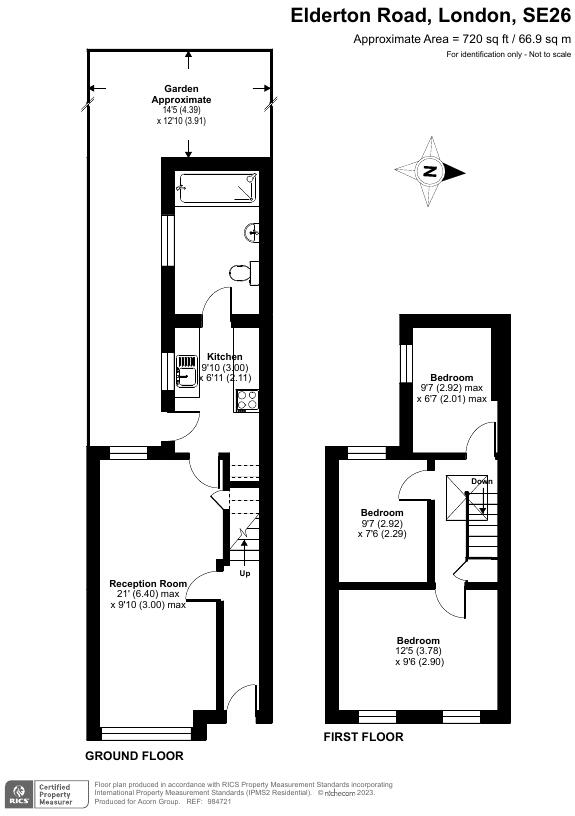 Elderton Road, London, SE26
Approximate Area = 720 sq ft / 66.9 sq m
For identification only - Not to scale
Garden
Approximate
14'5 (4.39)
x 12'10 (3.91)
N
Kitchen
9'10 (3.00)
x 6'11 (2.11)
Bedroom
9'7 (2.92) max
x 6'7 (2.01) max
Down
Bedroom
9'7 (2.92)
x 7'6 (2.29)
Up
Reception Room
21' (6.40) max
x 9'10 (3.00) max
Bedroom
12'5 (3.78)
x 9'6 (2.90)
FIRST FLOOR
GROUND FLOOR
RICS
Certified
Property
Measurer
Floor plan produced in accordance with RICS Property Measurement Standards incorporating
International Property Measurement Standards (IPMS2 Residential). © nichecom 2023.
Produced for Acorn Group. REF: 984721